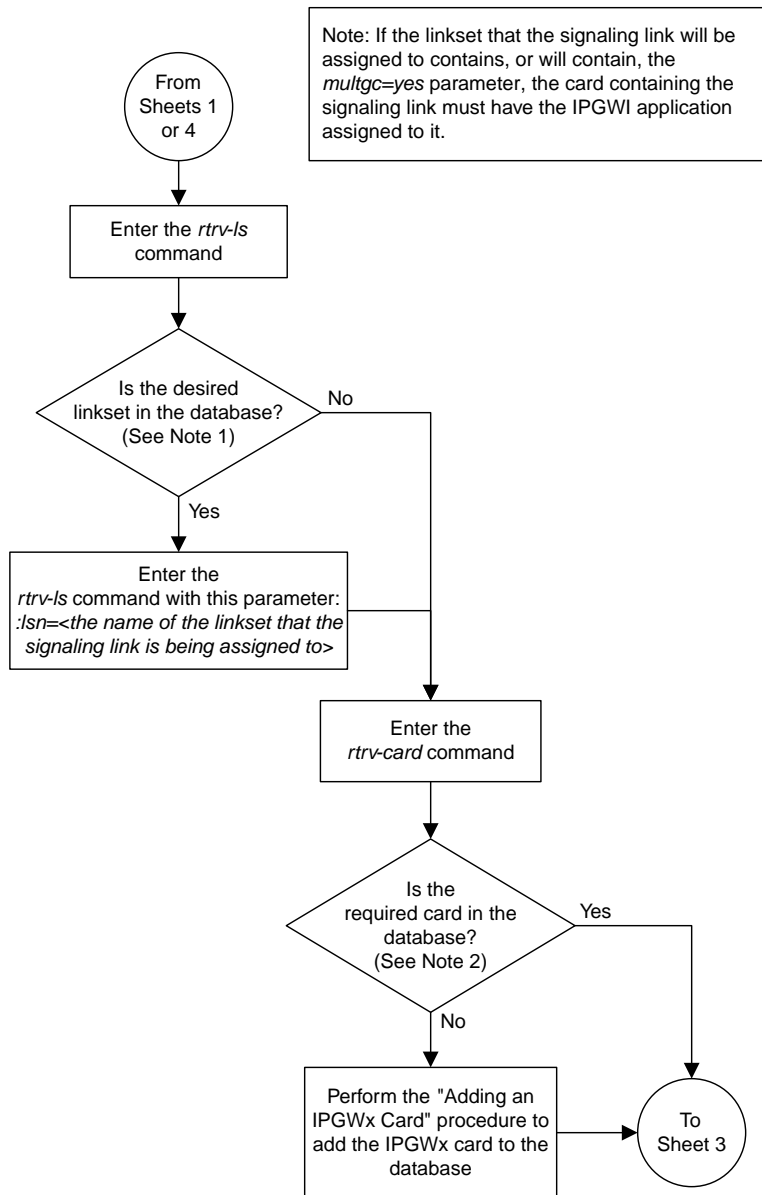 Note: If the linkset that the signaling link will be
assigned to contains, or will contain, the
multgc=yes parameter, the card containing the
signaling link must have the IPGWI application
assigned to it.
From
Sheets 1
or 4
Enter the rtrv-ls
command
Is the desired
linkset in the database?
(See Note 1)
No
Yes
Enter the
rtrv-ls command with this parameter:
:lsn=<the name of the linkset that the
signaling link is being assigned to>
Enter the
rtrv-card command
Is the
required card in the
database?
(See Note 2)
Yes
No
Perform the "Adding an
IPGWx Card" procedure to
add the IPGWx card to the
database
To
Sheet 3